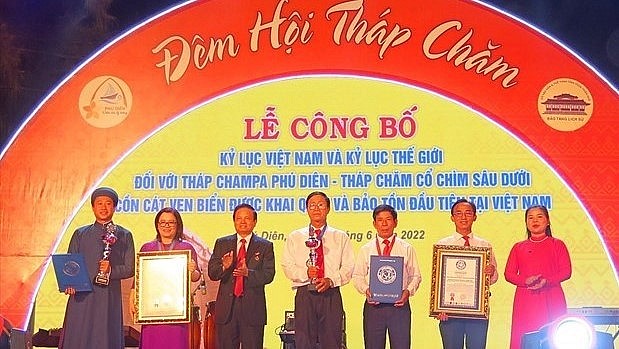 Đêm Hội Tháp Chăm
PHÚ DIÊN
BẢO TÀNG LỊCH SỬ
LỄ CÔNG BỐ
KỶ LỤC VIỆT NAM VÀ KỶ LỤC THẾ GIỚI
ĐỐI VỚI THÁP CHAMPA PHÚ DIÊN - THÁP CHĂM CỔ CHÌM SÂU DƯỚI
CỒN CÁT VEN BIỂN ĐƯỢC KHAI VÀ BẢO TỒN ĐẦU TIÊN TẠI VIỆT NAM
Diên, 6 2022